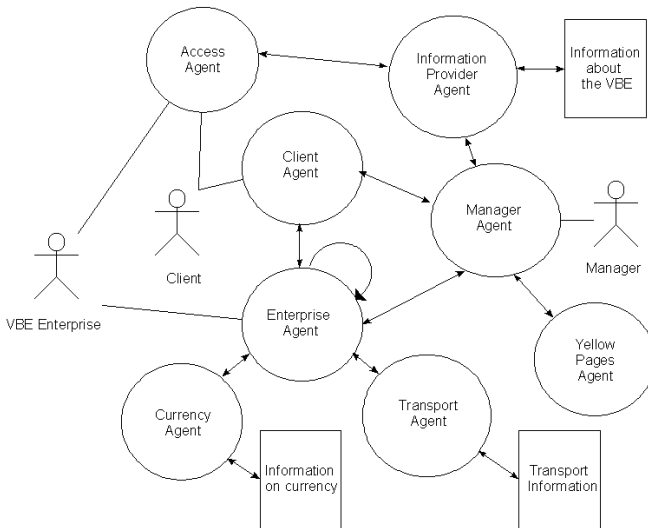 Access
Agent
Information
Provider
Agent
Information
about
the VBE
Client
Agent
Manager
Agent
Client
Manager
VBE Enterprise
Enterprise
Agent
Yellow
Pages
Agent
Currency
Agent
Transport
Agent
Information
on currency
Transport
Information